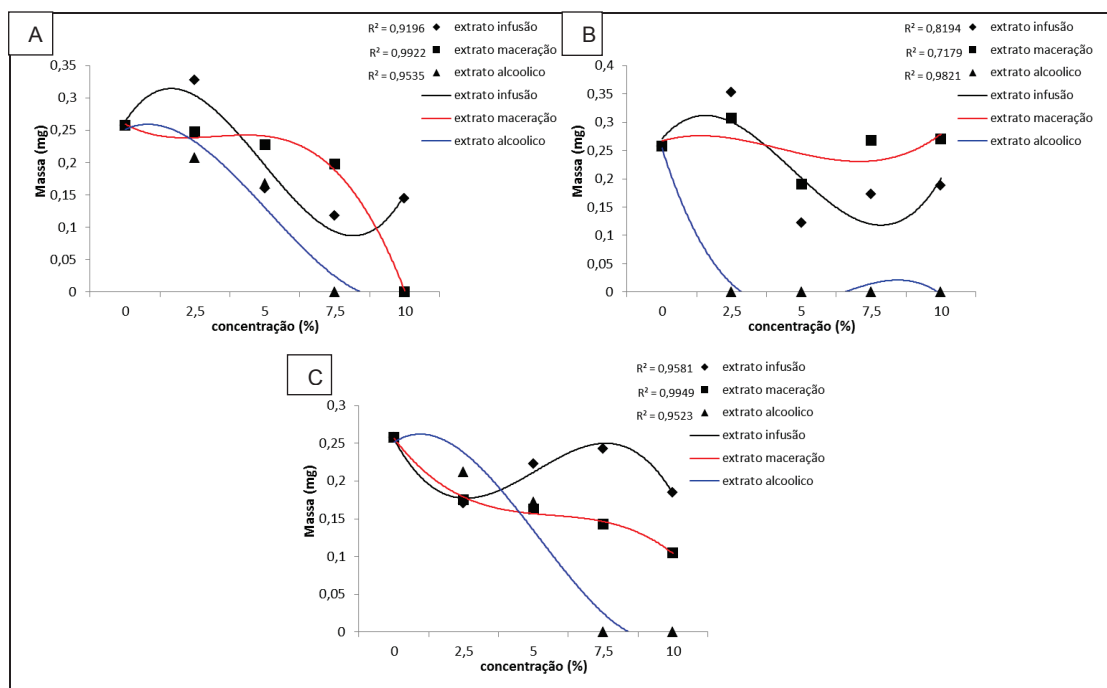 A
R² = 0,9196 extrato infusão
R² = 0,9922 extrato maceração
R² = 0,9535 extrato alcoolico
extrato infusão
extrato maceração
extrato alcoolico
0,35
0,3
0,25
0,2
0,15
0,1
0,05
0
Massa (mg)
0 2,5 5 7,5 10
concentração (%)
B
R² = 0,8194 extrato infusão
R² = 0,7179 extrato maceração
R² = 0,9821 extrato alcoolico
extrato infusão
extrato maceração
extrato alcoolico
0,4
0,35
0,3
0,25
0,2
0,15
0,1
0,05
0
Massa (mg)
0 2,5 5 7,5 10
concentração (%)
C
R² = 0,9581 extrato infusão
R² = 0,9949 extrato maceração
R² = 0,9523 extrato alcoolico
extrato infusão
extrato maceração
extrato alcoolico
0,3
0,25
0,2
0,15
0,1
0,05
0
Massa (mg)
0 2,5 5 7,5 10
concentração (%)